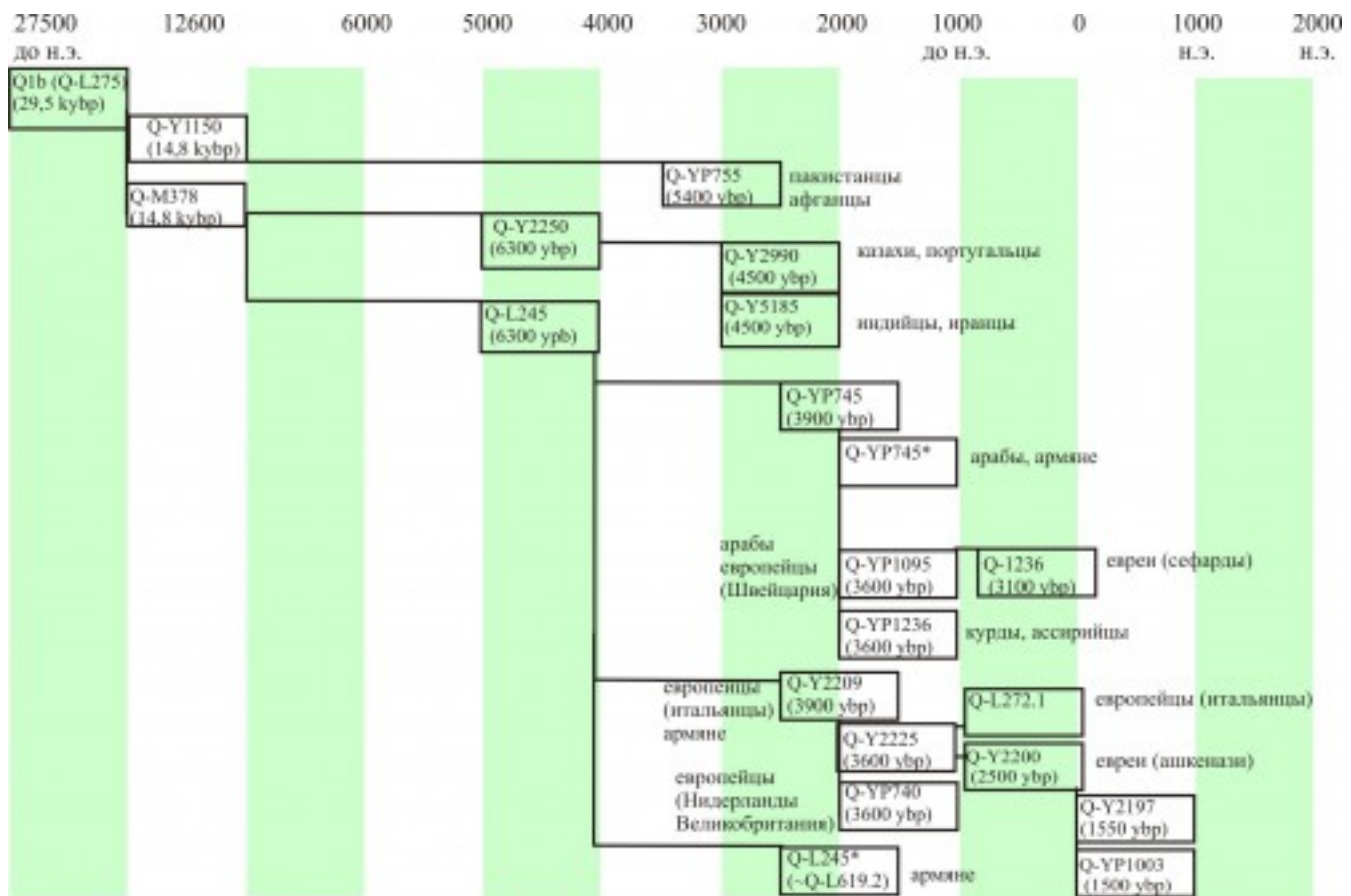 27500 12600 6000 5000 4000 3000 2000 1000 0 1000 2000
до н.э. до н.э. н.э. н.э.
Q1b (Q-L275)
(29,5 kybp)
Q-Y1150
(14,8 kybp)
Q-YP755
(5400 ybp)
пакистанцы
афганцы
Q-M378
(14,8 kybp)
Q-Y2250
(6300 ybp)
Q-Y2990
(4500 ybp)
казахи, португальцы
Q-Y5185
(4500 ybp)
индийцы, иранцы
Q-L245
(6300 ypb)
Q-YP745
(3900 ybp)
Q-YP745*
арабы, армяне
арабы
европейцы
(Швейцария)
Q-YP1095
(3600 ybp)
Q-1236
(3100 ybp)
евреи (сефарды)
Q-YP1236
(3600 ybp)
курды, ассирийцы
европейцы
(итальянцы)
армяне
Q-Y2209
(3900 ybp)
Q-L272.1
европейцы (итальянцы)
Q-Y2225
(3600 ybp)
Q-Y2200
(2500 ybp)
евреи (ашкенази)
европейцы
(Нидерланды
Великобритания)
Q-YP740
(3600 ybp)
Q-Y2197
(1550 ybp)
Q-L245*
(~Q-L619.2)
армяне
Q-YP1003
(1500 ybp)